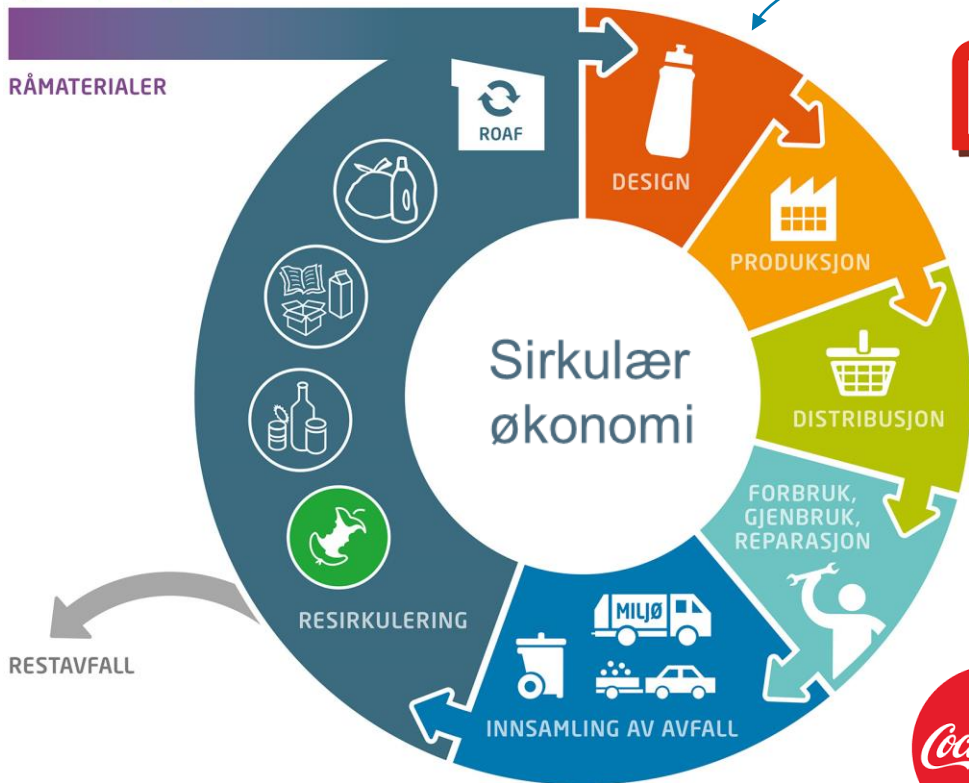 RÅMATERIALER
ROAF
DESIGN
PRODUKSJON
DISTRIBUSJON
FORBRUK,
GJENBRUK,
REPARASJON
MILJØ
INNSAMLING AV AVFALL
RESIRKULERING
RESTAVFALL
Sirkulær
økonomi